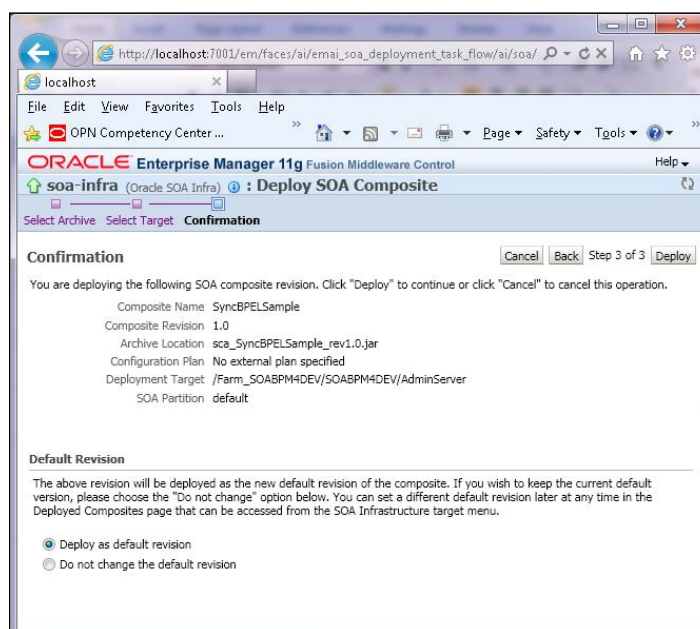 http://localhost:7001/em/faces/ai/emai_soa_deployment_task_flow/ai/soa/
localhost
File Edit View Favorites Tools Help
OPN Competency Center ...
Page Safety Tools
ORACLE Enterprise Manager 11g Fusion Middleware Control Help
soa-infra (Oracle SOA Infra) : Deploy SOA Composite
Select Archive Select Target Confirmation
Confirmation Cancel Back Step 3 of 3 Deploy
You are deploying the following SOA composite revision. Click "Deploy" to continue or click "Cancel" to cancel this operation.
Composite Name SyncBPELSample
Composite Revision 1.0
Archive Location sca_SyncBPELSample_rev1.0.jar
Configuration Plan No external plan specified
Deployment Target /Farm_SOABPM4DEV/SOABPM4DEV/AdminServer
SOA Partition default
Default Revision
The above revision will be deployed as the new default revision of the composite. If you wish to keep the current default
version, please choose the "Do not change" option below. You can set a different default revision later at any time in the
Deployed Composites page that can be accessed from the SOA Infrastructure target menu.
Deploy as default revision
Do not change the default revision